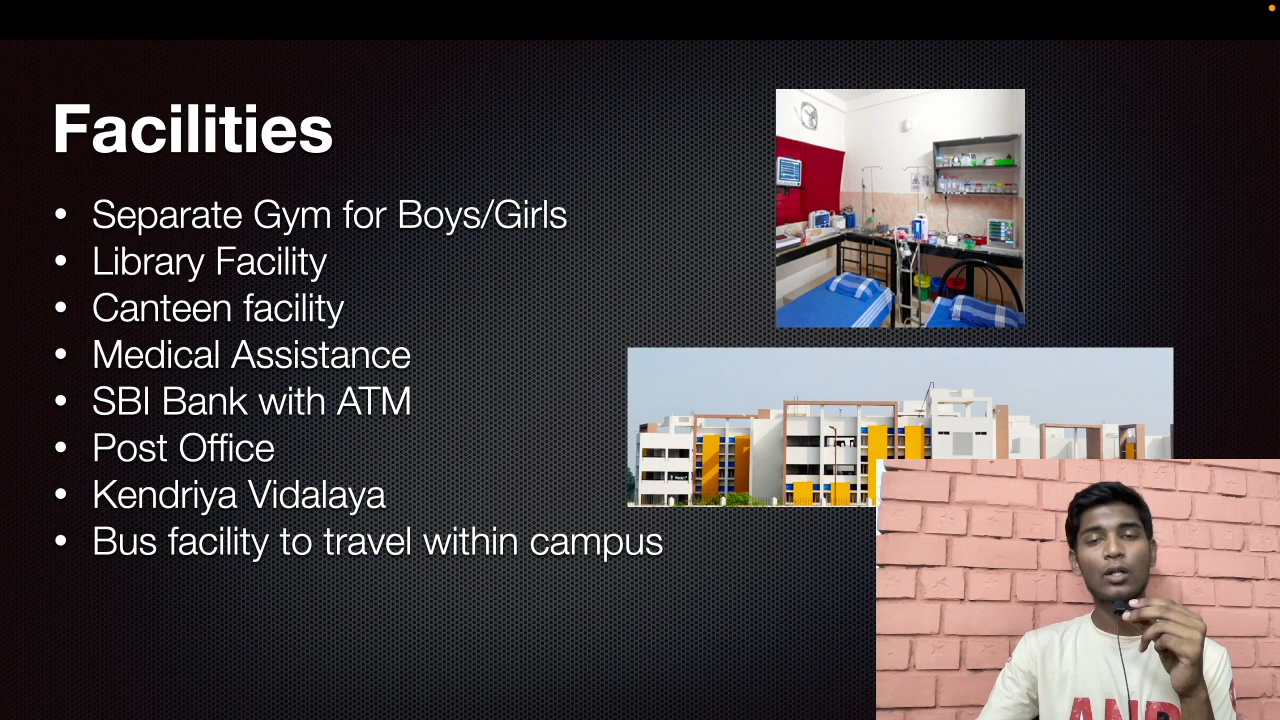 Facilities
• Separate Gym for Boys/Girls
• Library Facility
• Canteen facility
• Medical Assistance
• SBI Bank with ATM
• Post Office
• Kendriya Vidalaya
• Bus facility to travel within campus